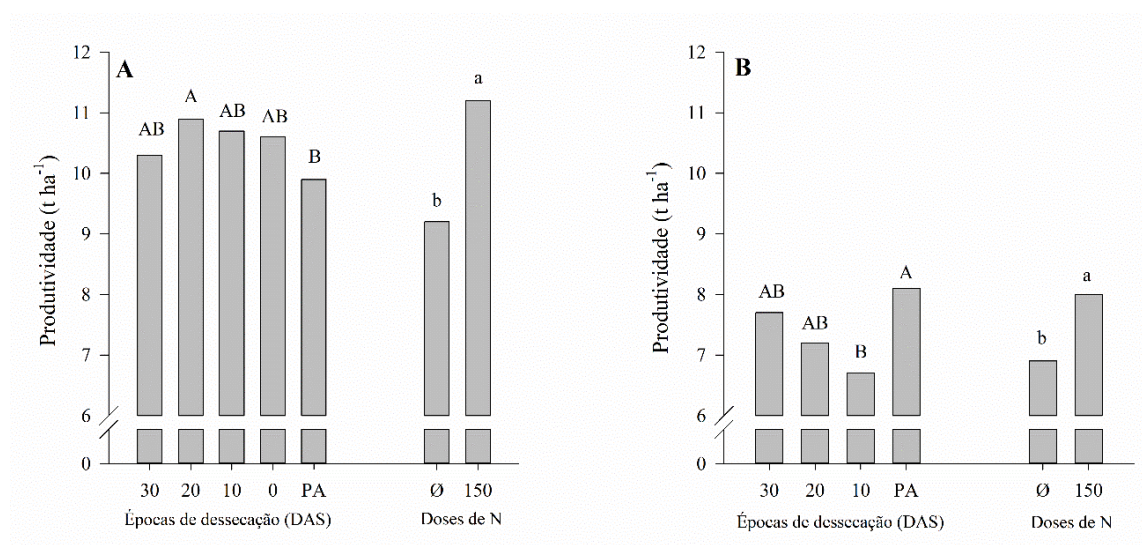 A
12
11
10
9
8
7
6
0
Produtividade (t ha-1)
AB
A
AB
AB
B
b
a
30 20 10 0 PA Ø 150
Épocas de dessecação (DAS) Doses de N
B
12
11
10
9
8
7
6
0
Produtividade (t ha-1)
AB
AB
B
A
b
a
30 20 10 PA Ø 150
Épocas de dessecação (DAS) Doses de N